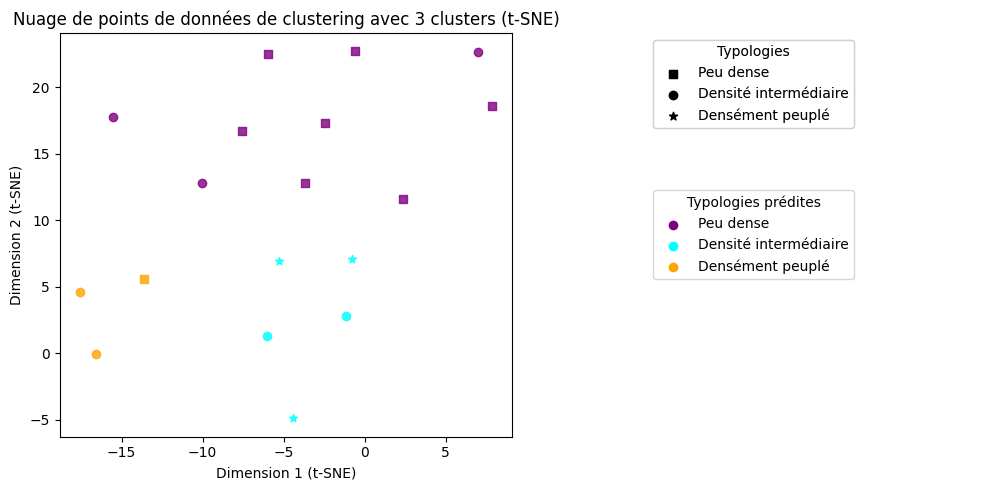 Nuage de points de données de clustering avec 3 clusters (t-SNE)
Dimension 2 (t-SNE)
20
15
10
5
0
−5
−15
−10
−5
0
5
Dimension 1 (t-SNE)
Typologies
Peu dense
Densité intermédiaire
Densément peuplé
Typologies prédites
Peu dense
Densité intermédiaire
Densément peuplé